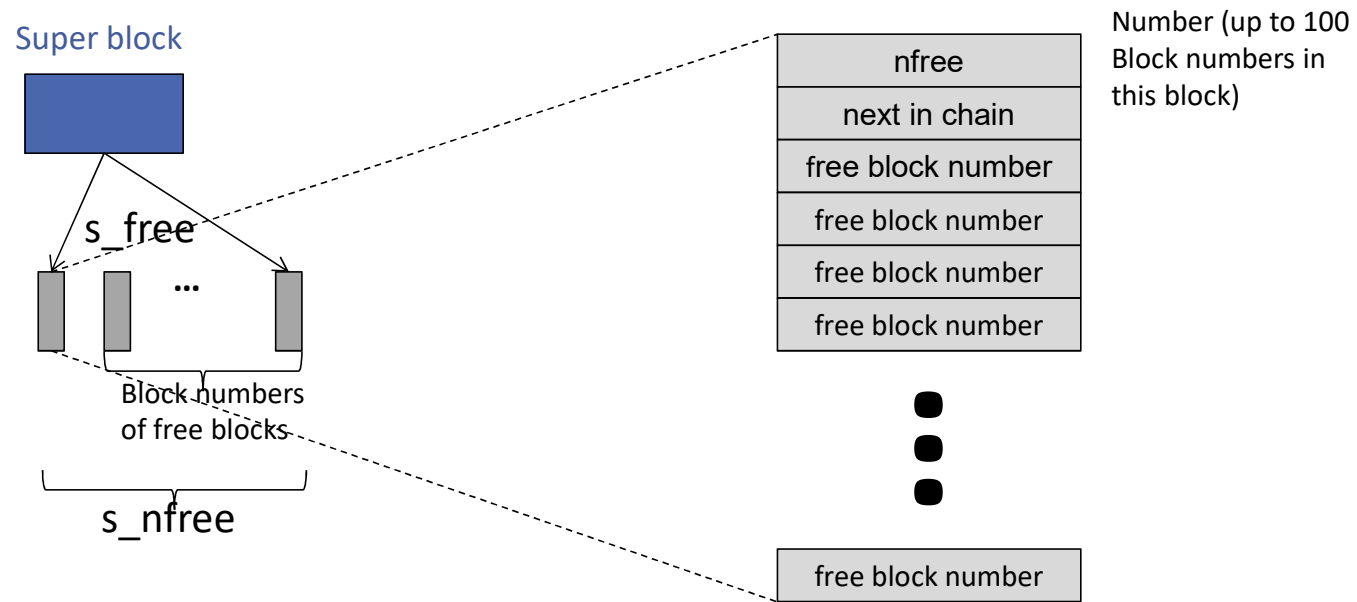 Super block
s_free
...
Block numbers
of free blocks
s_nfree
nfree
next in chain
free block number
free block number
free block number
free block number
free block number
Number (up to 100
Block numbers in
this block)